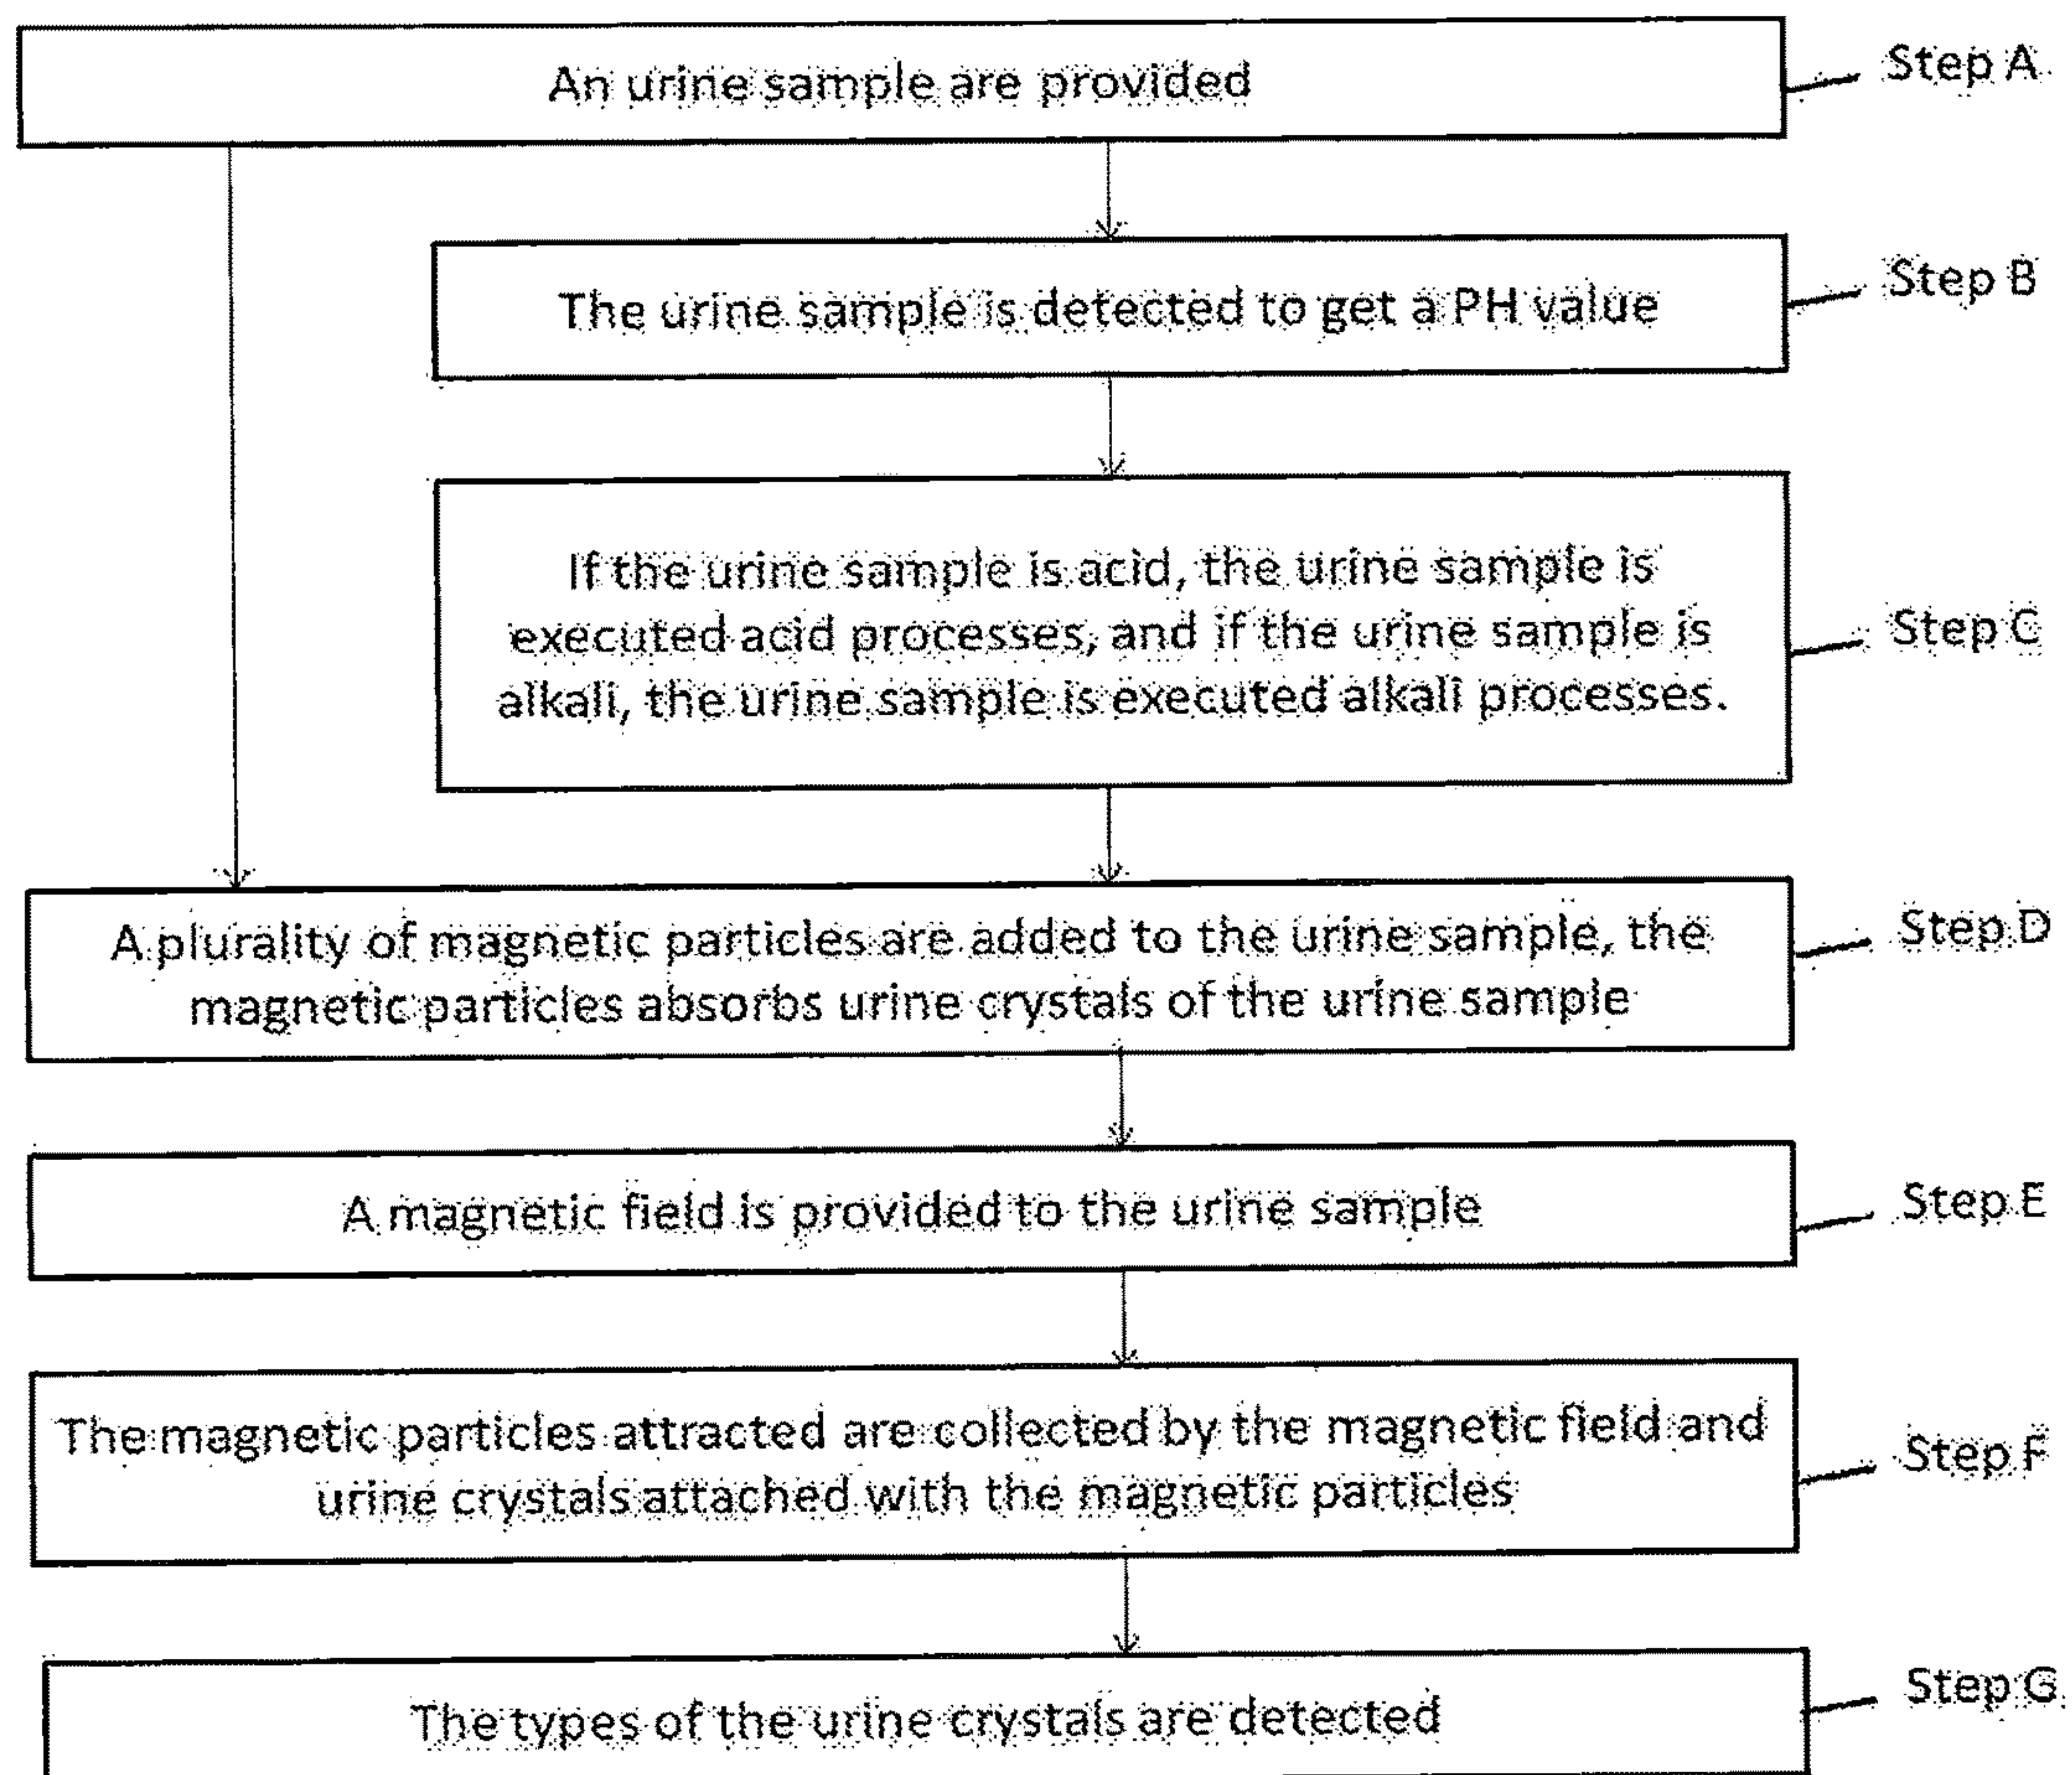 An urine sample are provided
Step A
The urine sample is detected to get a PH value
Step B
If the urine sample is acid, the urine sample is
executed acid processes, and if the urine sample is
alkali, the urine sample is executed alkali processes.
Step C
A plurality of magnetic particles are added to the urine sample, the
magnetic particles absorbs urine crystals of the urine sample
Step D
A magnetic field is provided to the urine sample
Step E
The magnetic particles attracted are collected by the magnetic field and
urine crystals attached with the magnetic particles
Step F
The types of the urine crystals are detected
Step G